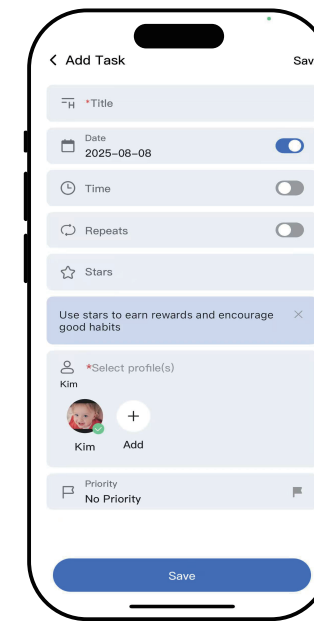 Add Task
Sav
*Title
Date
2025-08-08
Time
Repeats
Stars
Use stars to earn rewards and encourage
good habits
*Select profile(s)
Kim
Kim
Add
Priority
No Priority
Save